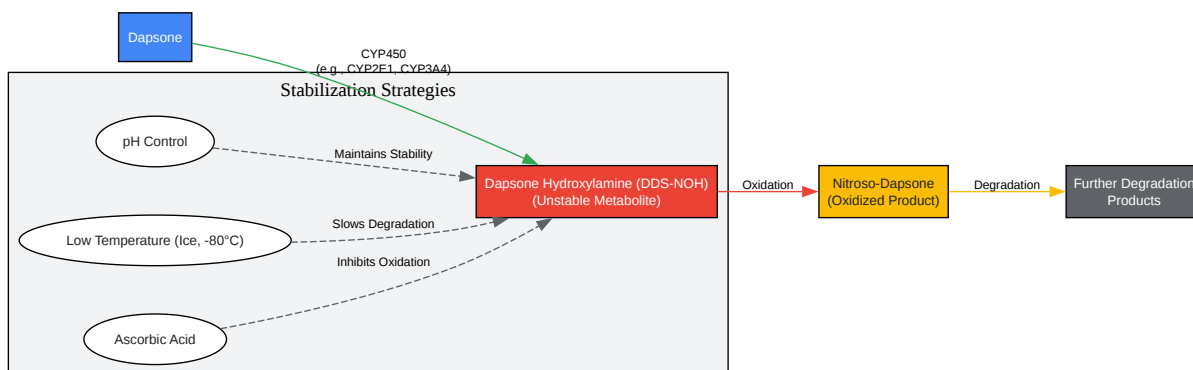 Dapsone
CYP450
(e.g., CYP2E1, CYP3A4)
Stabilization Strategies
pH Control
Maintains Stability
Dapsone Hydroxylamine (DDS-NOH)
(Unstable Metabolite)
Oxidation
Nitroso-Dapsone
(Oxidized Product)
Degradation
Further Degradation
Products
Low Temperature (Ice, -80°C)
Slows Degradation
Inhibits Oxidation
Ascorbic Acid